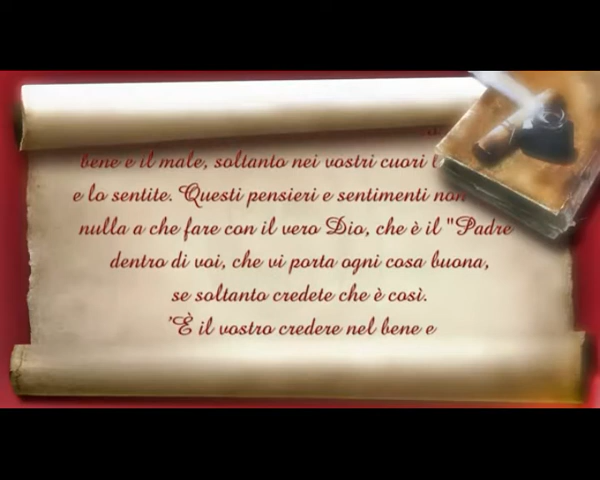 bene e il male, soltanto nei vostri cuori
e lo sentite. Questi pensieri e sentimenti non
nulla a che fare con il vero Dio, che è il "Padre
dentro di voi, che vi porta ogni cosa buona,
se soltanto credete che è così.
'È il vostro credere nel bene e